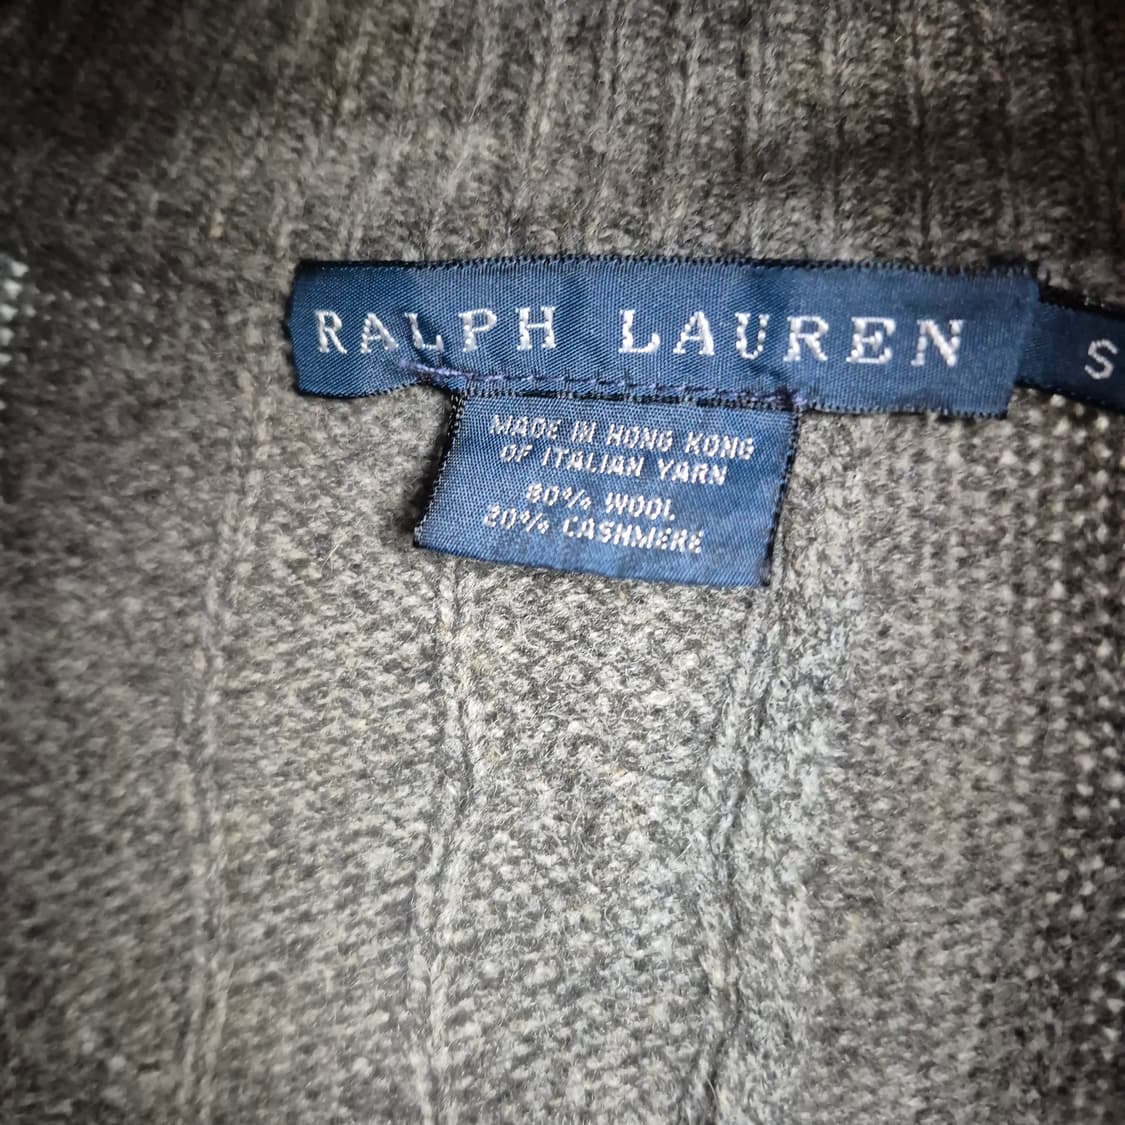 RALPH LAUREN
S
MADE IN HONG KONG
OF ITALIAN YARN
80% WOOL
20% CASHMERE